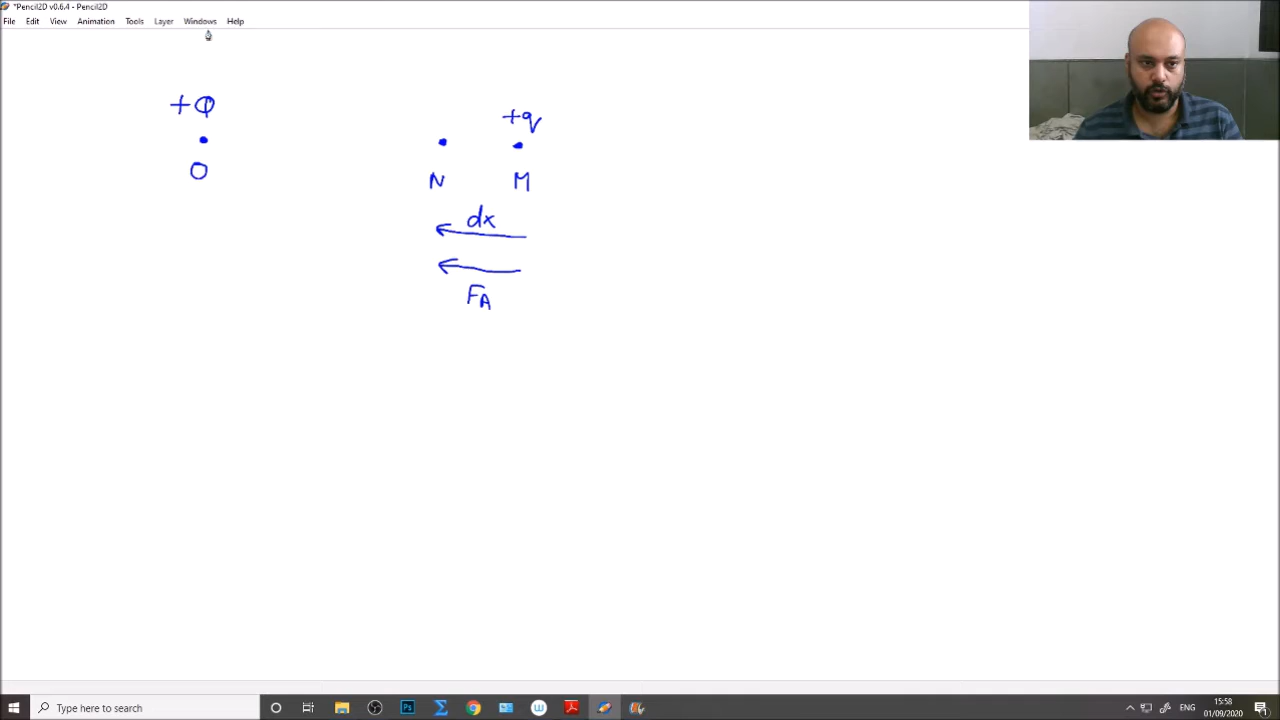 *Pencil2D v0.6.4 - Pencil2D
File Edit View Animation Tools Layer Windows Help
+Q
+q
O
N M
dx
FA
Type here to search
Ps
ENG
15:58
01/09/2020